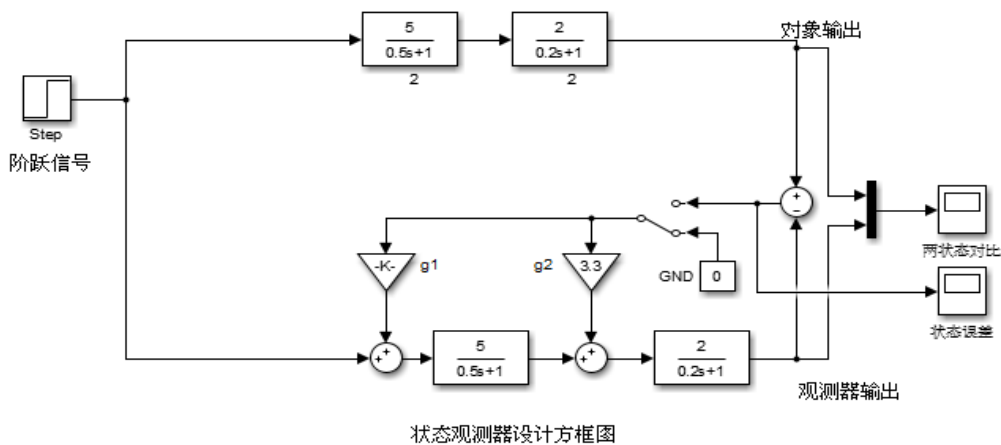 5
0.5s+1
2
2
0.2s+1
2
对象输出
Step
阶跃信号
-K-
g1
g2
3.3
GND
0
+
−
两状态对比
状态误差
+
+
5
0.5s+1
+
+
2
0.2s+1
观测器输出
状态观测器设计方框图